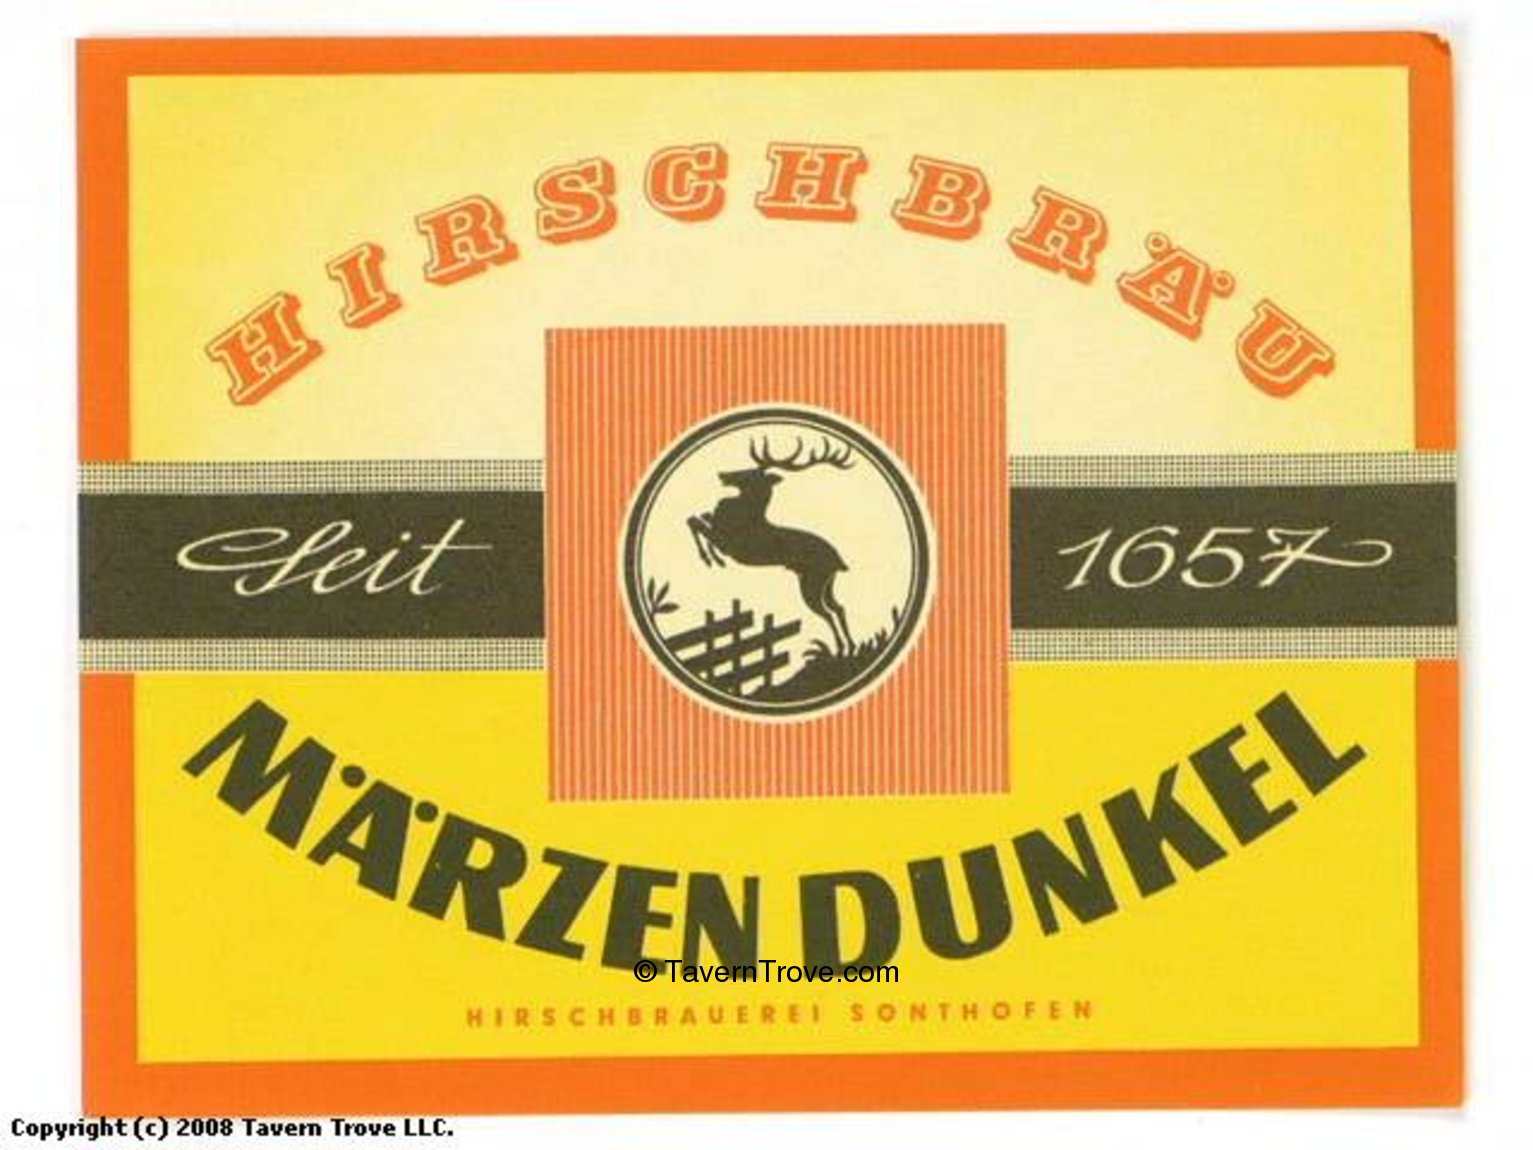 HIRSCHBRÄU
Seit 1657
MÄRZEN DUNKEL
© TavernTrove.com
HIRSCHBRAUEREI SONTHOFEN
Copyright (c) 2008 Tavern Trove LLC.